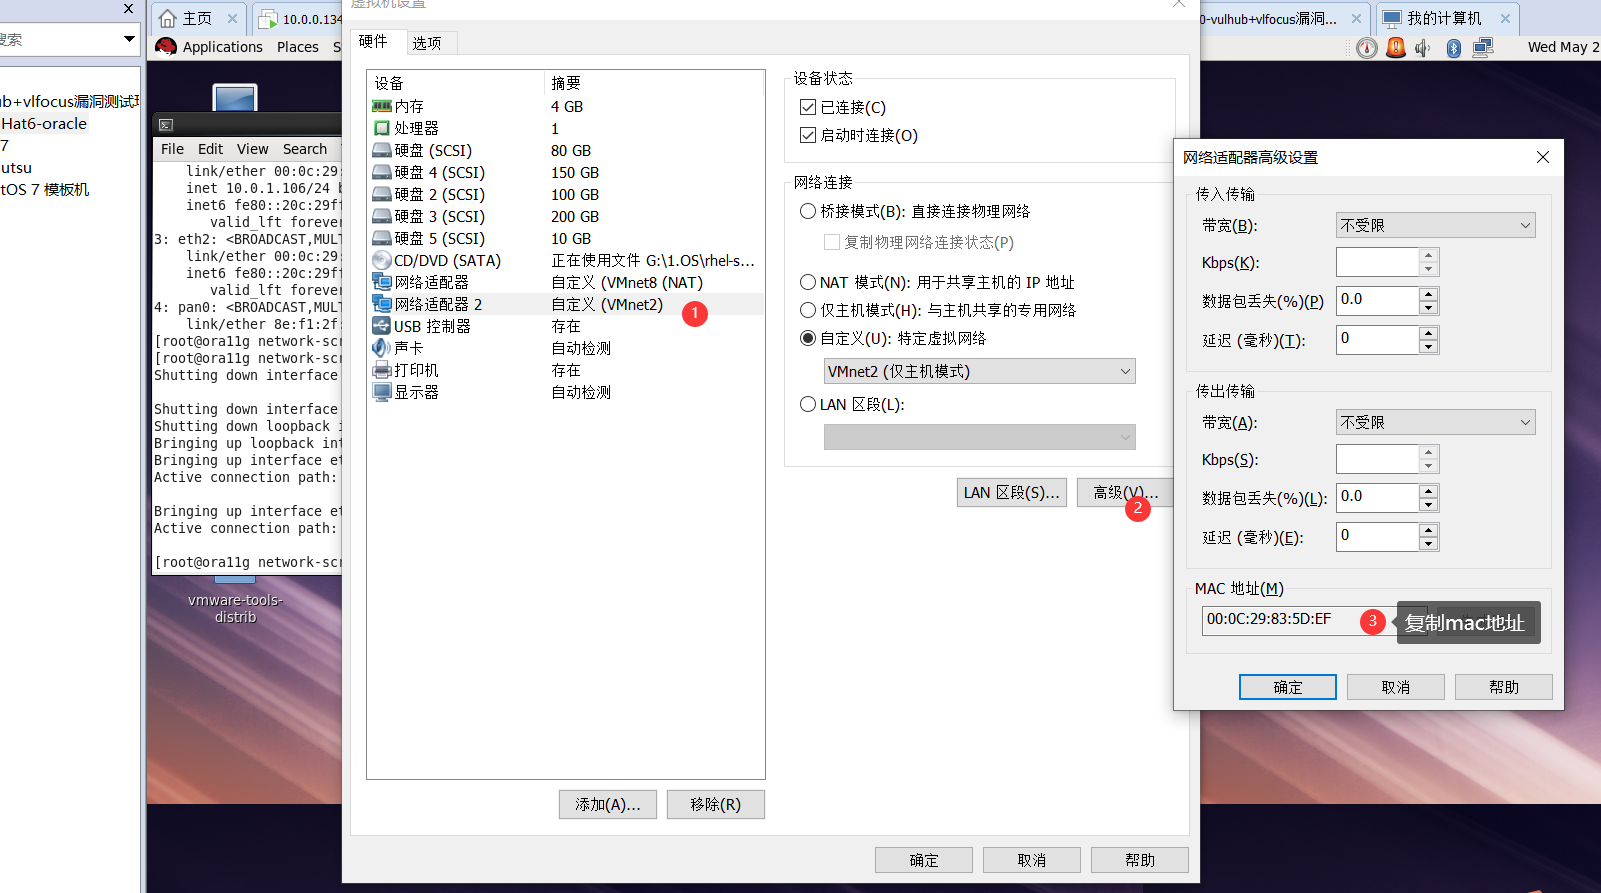 主页
10.0.0.134
0-vulhub+vlfocus漏洞...
我的计算机
搜索
Applications
Places
S
Wed May 2
b+vlfocus漏洞测试环
Hat6-oracle
7
utsu
tOS 7 模板机
File
Edit
View
Search
link/ether 00:0c:29:
inet 10.0.1.106/24 b
inet6 fe80::20c:29ff
valid_lft forever
3: eth2: <BROADCAST,MULT
link/ether 00:0c:29:
inet6 fe80::20c:29ff
valid_lft forever
4: pan0: <BROADCAST,MULT
link/ether 8e:f1:2f:
[root@ora11g network-scr
[root@ora11g network-scr
Shutting down interface
Shutting down interface
Shutting down loopback i
Bringing up loopback int
Bringing up interface et
Active connection path:
Bringing up interface et
Active connection path:
[root@ora11g network-scr
vmware-tools-
distrib
虚拟机设置
硬件
选项
设备
摘要
内存
4 GB
处理器
1
硬盘 (SCSI)
80 GB
硬盘 4 (SCSI)
150 GB
硬盘 2 (SCSI)
100 GB
硬盘 3 (SCSI)
200 GB
硬盘 5 (SCSI)
10 GB
CD/DVD (SATA)
正在使用文件 G:\1.OS\rhel-s...
网络适配器
自定义 (VMnet8 (NAT)
网络适配器 2
自定义 (VMnet2)
1
USB 控制器
存在
声卡
自动检测
打印机
存在
显示器
自动检测
添加(A)...
移除(R)
设备状态
已连接(C)
启动时连接(O)
网络连接
桥接模式(B): 直接连接物理网络
复制物理网络连接状态(P)
NAT 模式(N): 用于共享主机的 IP 地址
仅主机模式(H): 与主机共享的专用网络
自定义(U): 特定虚拟网络
VMnet2 (仅主机模式)
LAN 区段(L):
LAN 区段(S)...
高级(V)...
2
确定
取消
帮助
网络适配器高级设置
传入传输
带宽(B):
不受限
Kbps(K):
数据包丢失(%)(P)
0.0
延迟 (毫秒)(T):
0
传出传输
带宽(A):
不受限
Kbps(S):
数据包丢失(%)(L):
0.0
延迟 (毫秒)(E):
0
MAC 地址(M)
00:0C:29:83:5D:EF
3
复制mac地址
确定
取消
帮助